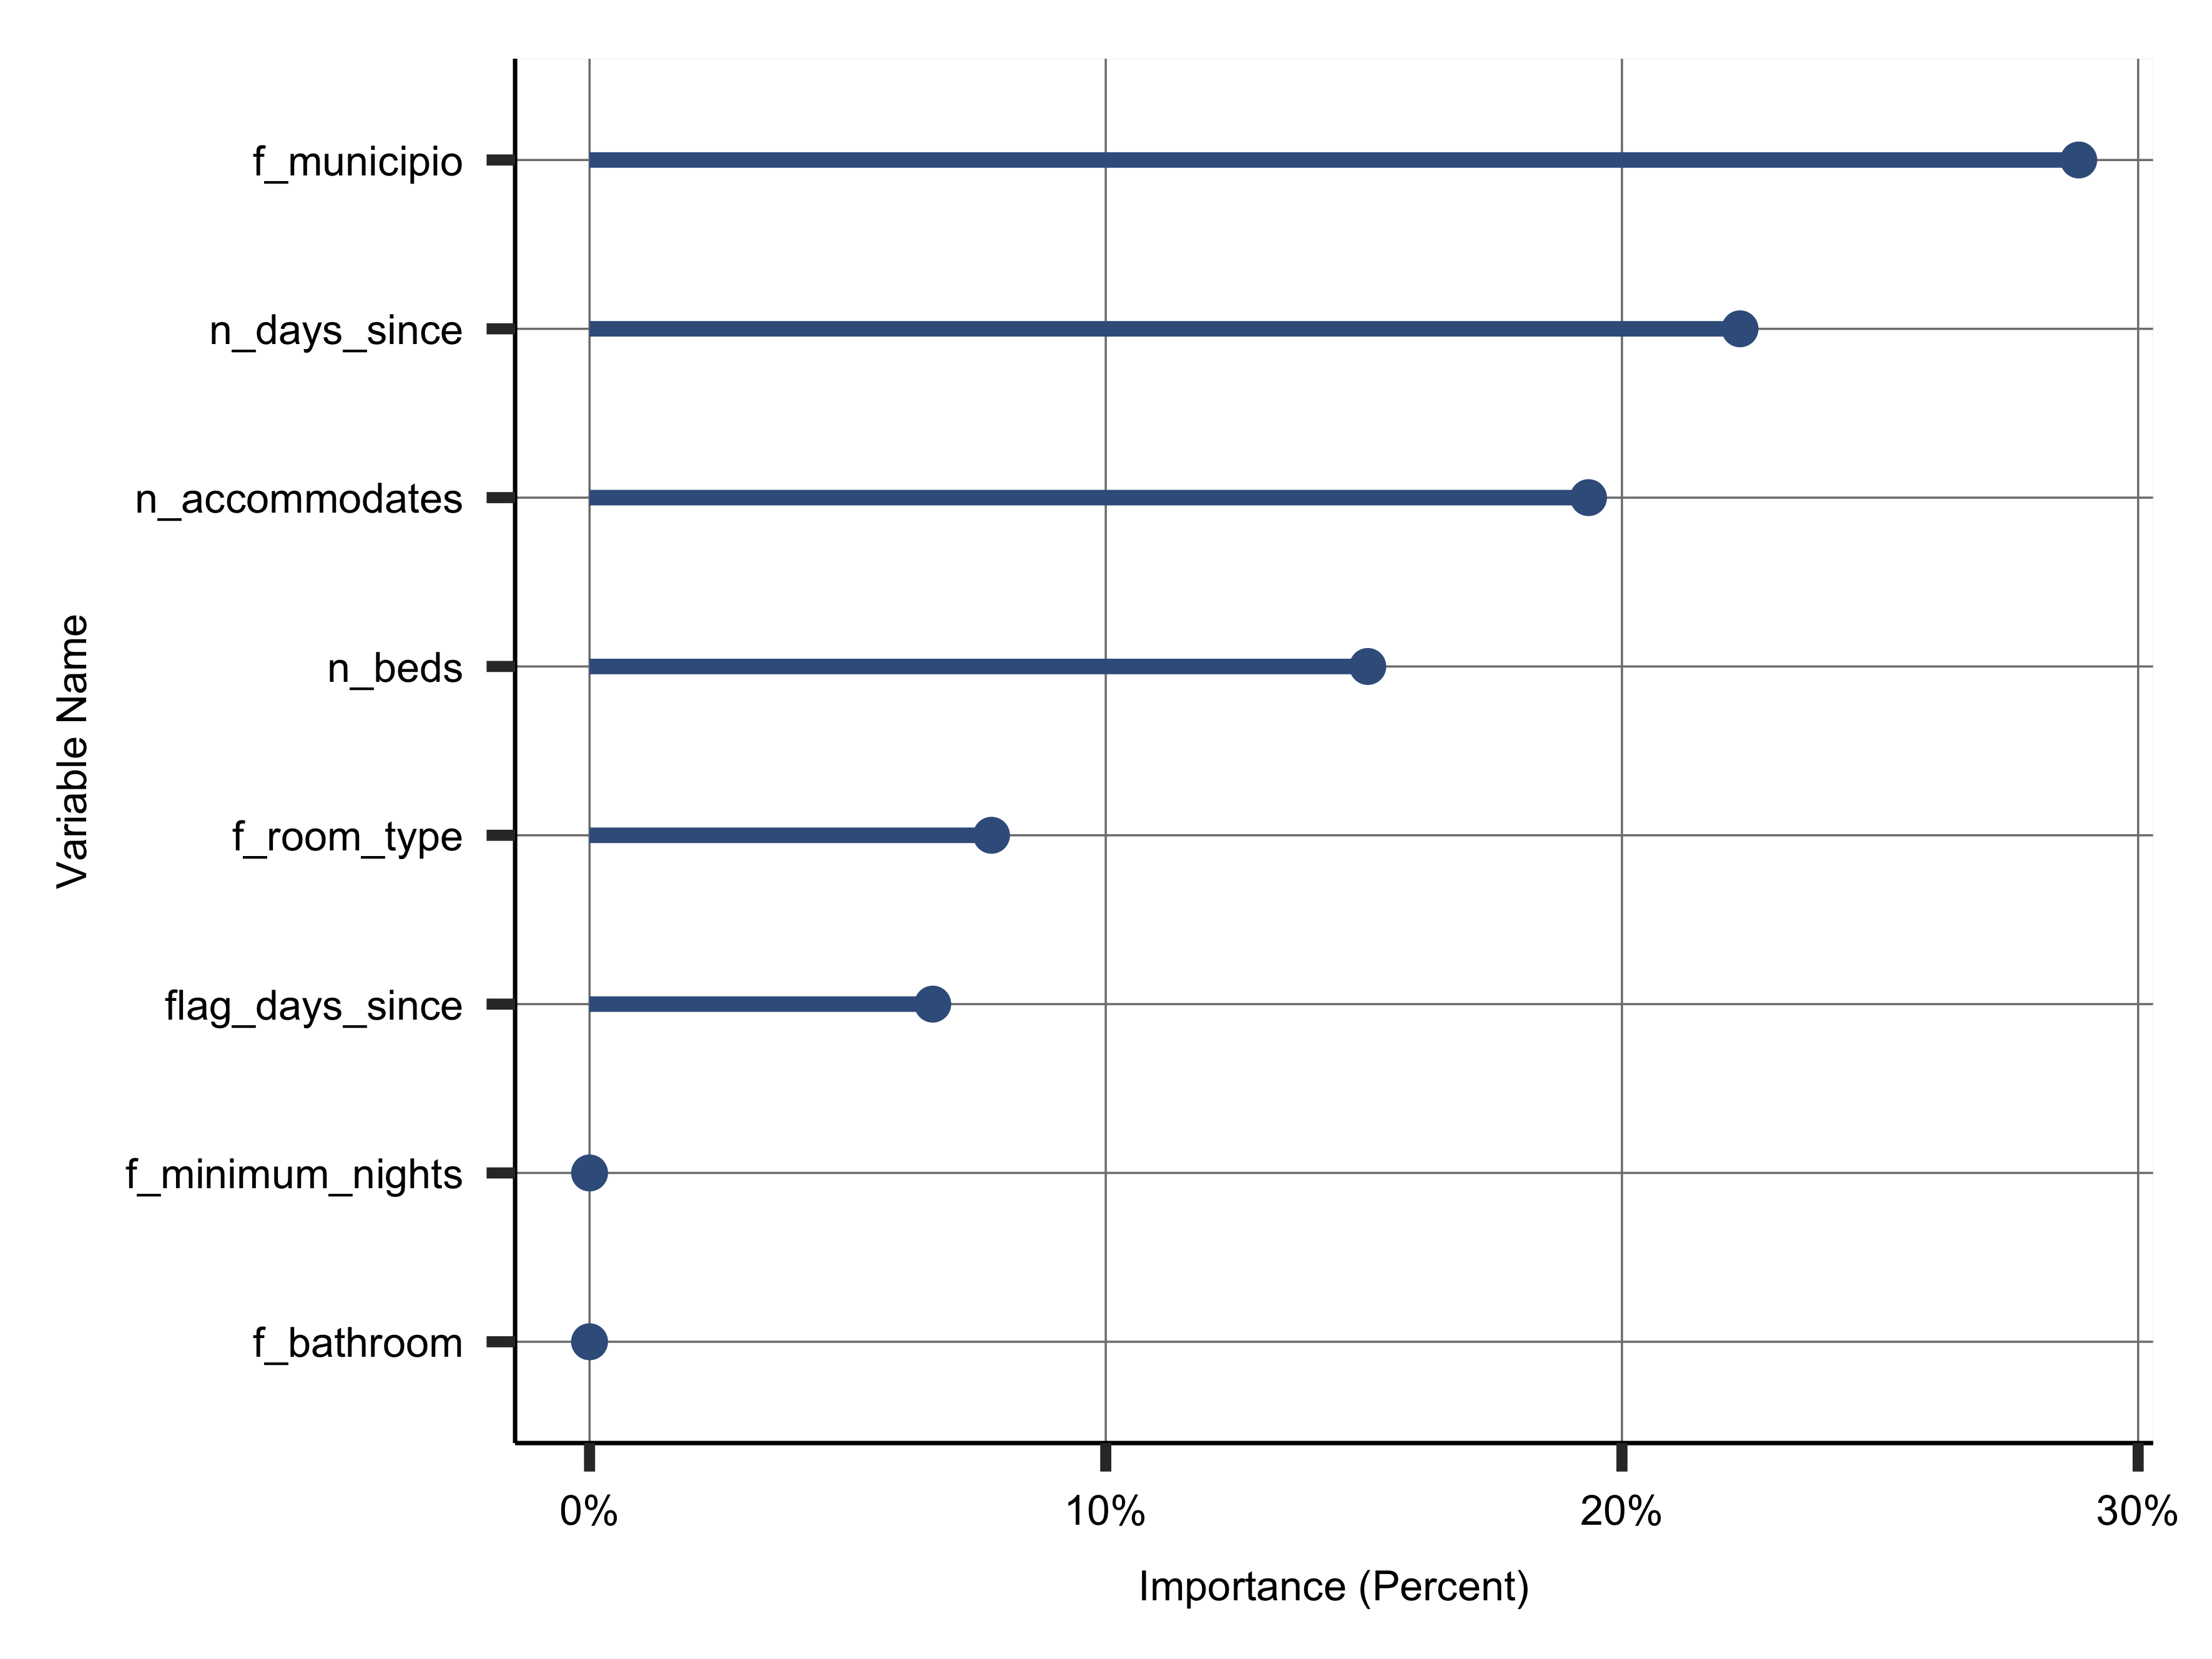 f_municipio
n_days_since
n_accommodates
n_beds
f_room_type
flag_days_since
f_minimum_nights
f_bathroom
Variable Name
0% 10% 20% 30%
Importance (Percent)